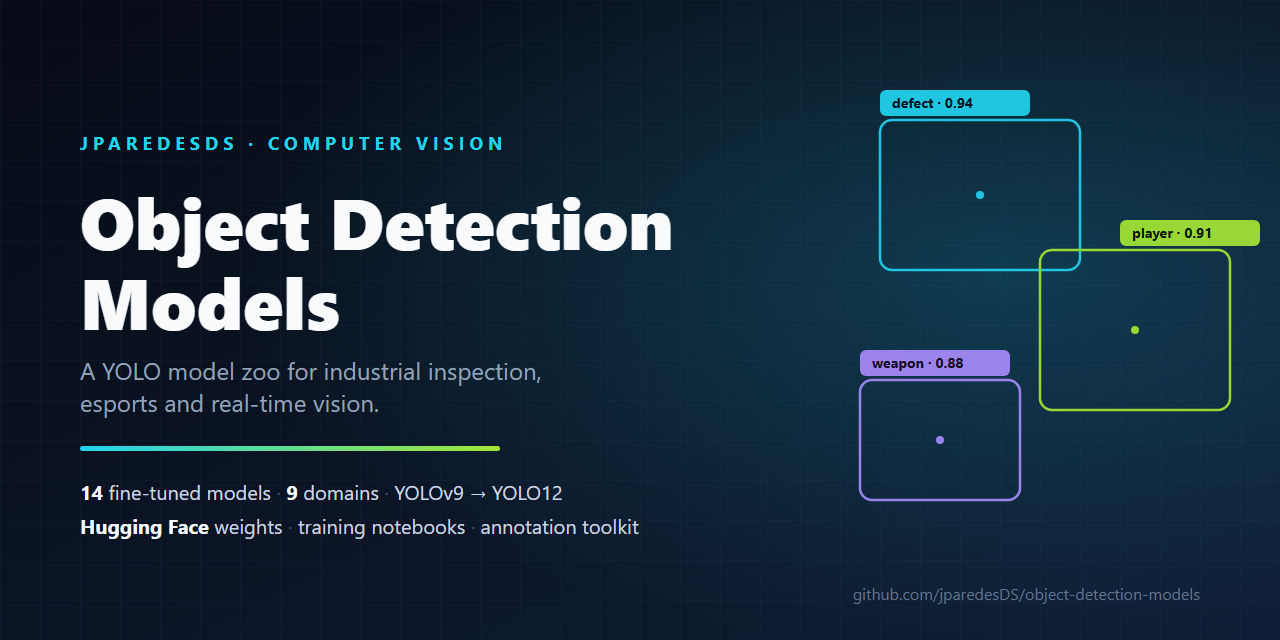 JPAREDESDS · COMPUTER VISION
Object Detection
Models
A YOLO model zoo for industrial inspection,
esports and real-time vision.
14 fine-tuned models · 9 domains · YOLOv9 → YOLO12
Hugging Face weights · training notebooks · annotation toolkit
defect · 0.94
player · 0.91
weapon · 0.88
github.com/jparedesDS/object-detection-models